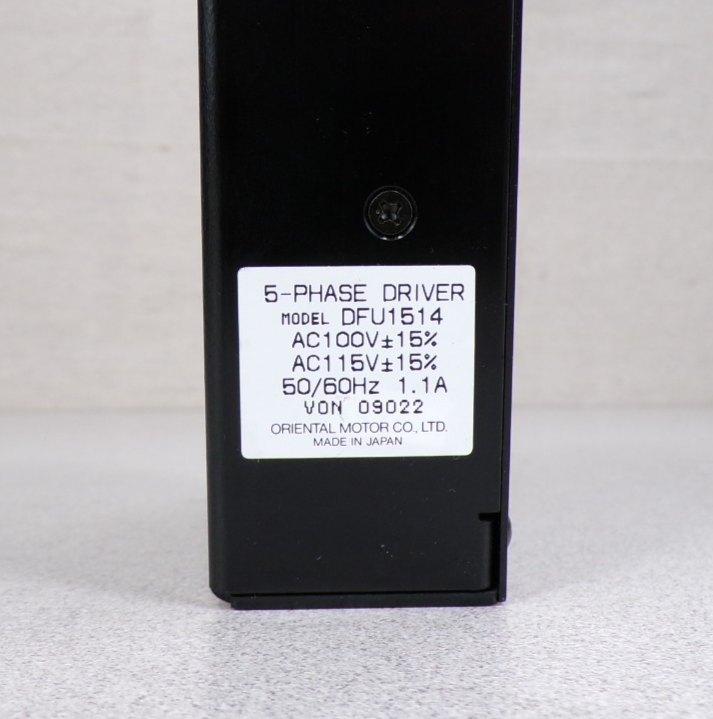 5-PHASE DRIVER
MODEL DFU1514
AC100V±15%
AC115V±15%
50/60Hz 1.1A
VON 09022
ORIENTAL MOTOR CO., LTD.
MADE IN JAPAN